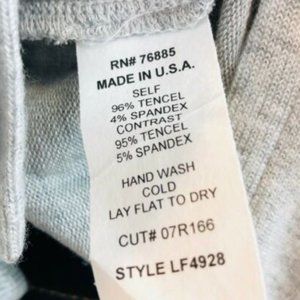 RN# 76885
MADE IN U.S.A.
SELF
96% TENCEL
4% SPANDEX
CONTRAST
95% TENCEL
5% SPANDEX
HAND WASH
COLD
LAY FLAT TO DRY
CUT# 07R166
STYLE LF4928